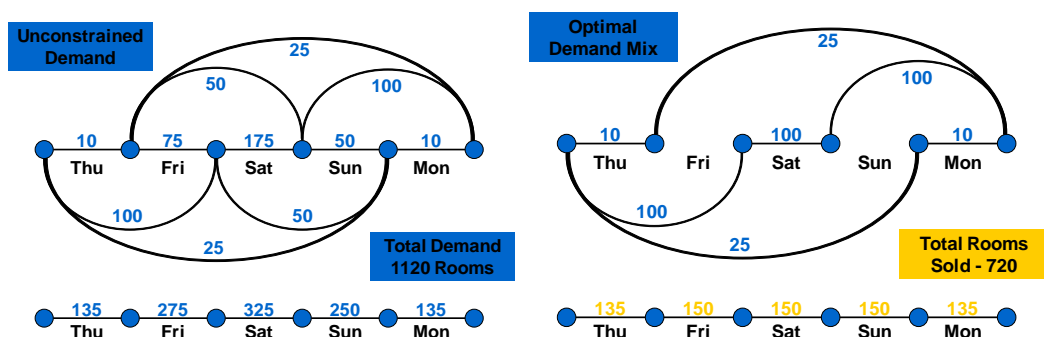 Unconstrained
Demand
25
50
100
10 75 175 50 10
Thu Fri Sat Sun Mon
100
50
25
Total Demand
1120 Rooms
135 275 325 250 135
Thu Fri Sat Sun Mon
Optimal
Demand Mix
25
100
10 100 10
Thu Fri Sat Sun Mon
100
25
Total Rooms
Sold - 720
135 150 150 150 135
Thu Fri Sat Sun Mon